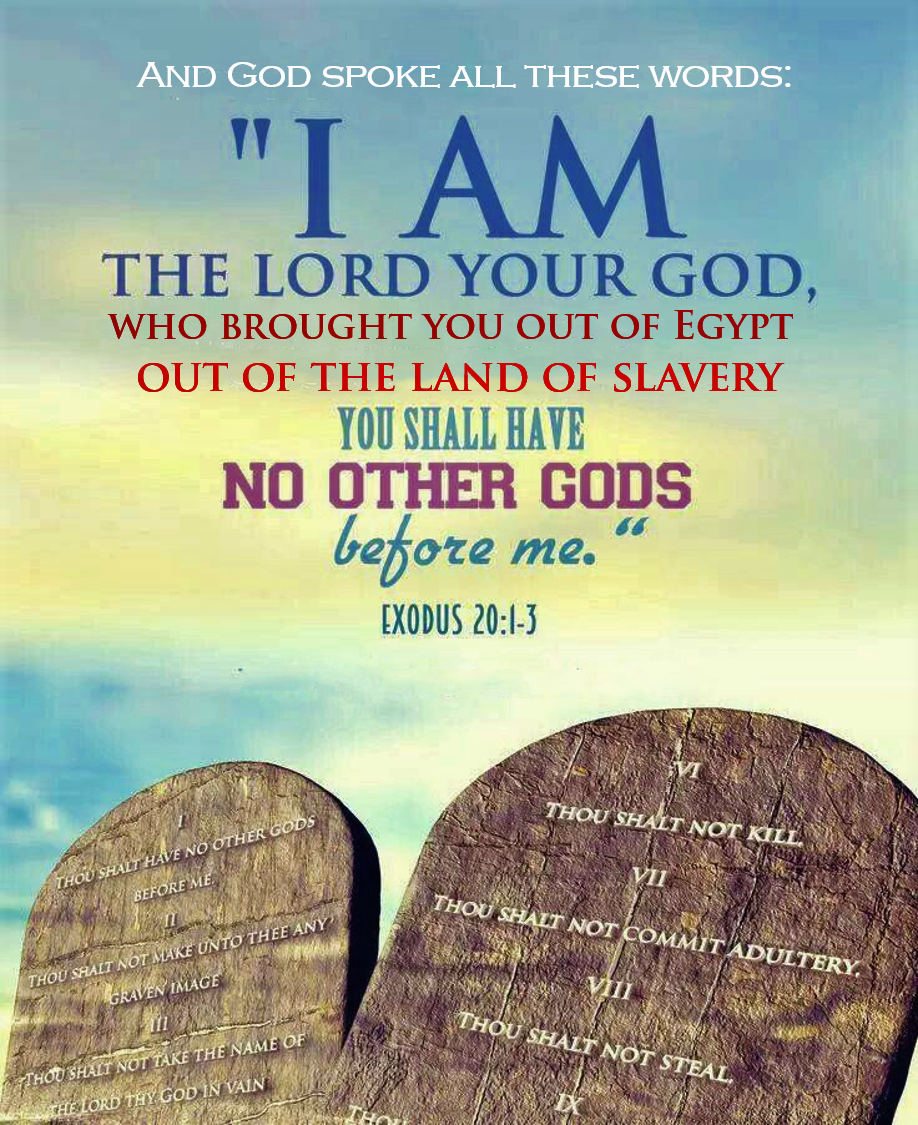 AND GOD SPOKE ALL THESE WORDS:
"I AM
THE LORD YOUR GOD,
WHO BROUGHT YOU OUT OF EGYPT
OUT OF THE LAND OF SLAVERY
YOU SHALL HAVE
NO OTHER GODS
before me.“
EXODUS 20:1-3
I
THOU SHALT HAVE NO OTHER GODS
BEFORE ME.
II
THOU SHALT NOT MAKE UNTO THEE ANY
GRAVEN IMAGE
III
THOU SHALT NOT TAKE THE NAME OF
THE LORD THY GOD IN VAIN
VI
THOU SHALT NOT KILL.
VII
THOU SHALT NOT COMMIT ADULTERY.
VIII
THOU SHALT NOT STEAL.
IX
THOU